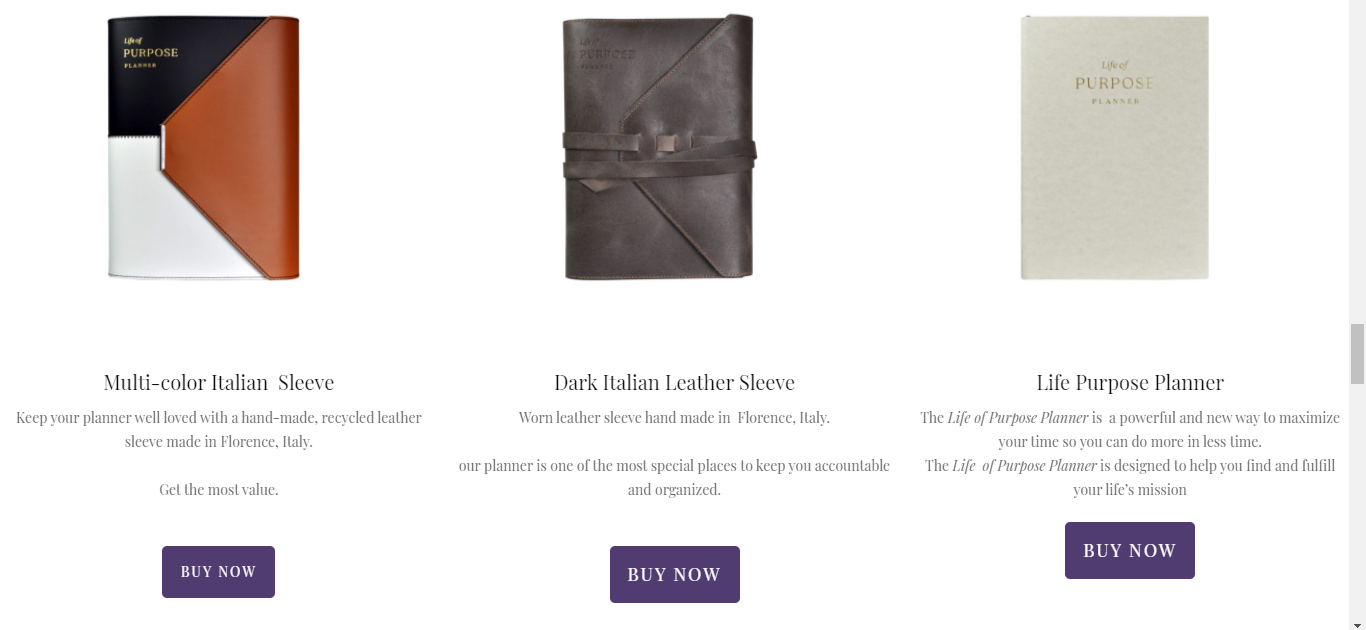 Life of
PURPOSE
PLANNER
Life of
PURPOSE
PLANNER
Life of
PURPOSE
PLANNER
Multi-color Italian  Sleeve
Keep your planner well loved with a hand-made, recycled leather
sleeve made in Florence, Italy.
Get the most value.
BUY NOW
Dark Italian Leather Sleeve
Worn leather sleeve hand made in  Florence, Italy.
our planner is one of the most special places to keep you accountable
and organized.
BUY NOW
Life Purpose Planner
The Life of Purpose Planner is  a powerful and new way to maximize
your time so you can do more in less time.
The Life  of Purpose Planner is designed to help you find and fulfill
your life’s mission
BUY NOW